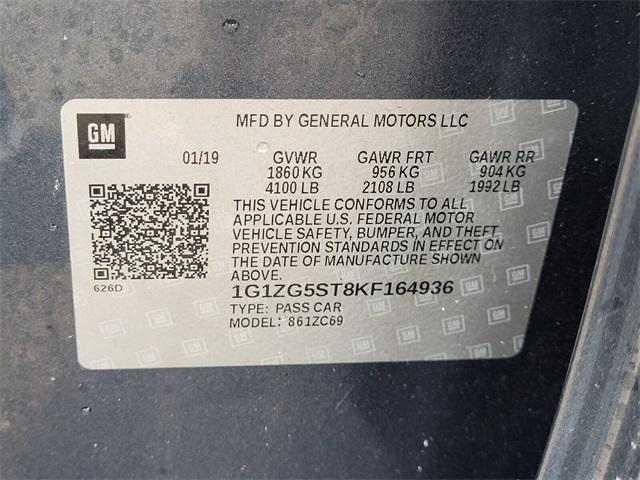 GM
MFD BY GENERAL MOTORS LLC
01/19 GVWR GAWR FRT GAWR RR
1860 KG 956 KG 904 KG
4100 LB 2108 LB 1992 LB
THIS VEHICLE CONFORMS TO ALL
APPLICABLE U.S. FEDERAL MOTOR
VEHICLE SAFETY, BUMPER, AND THEFT
PREVENTION STANDARDS IN EFFECT ON
THE DATE OF MANUFACTURE SHOWN
ABOVE.
626D
1G1ZG5ST8KF164936
TYPE: PASS CAR
MODEL: 861ZC69